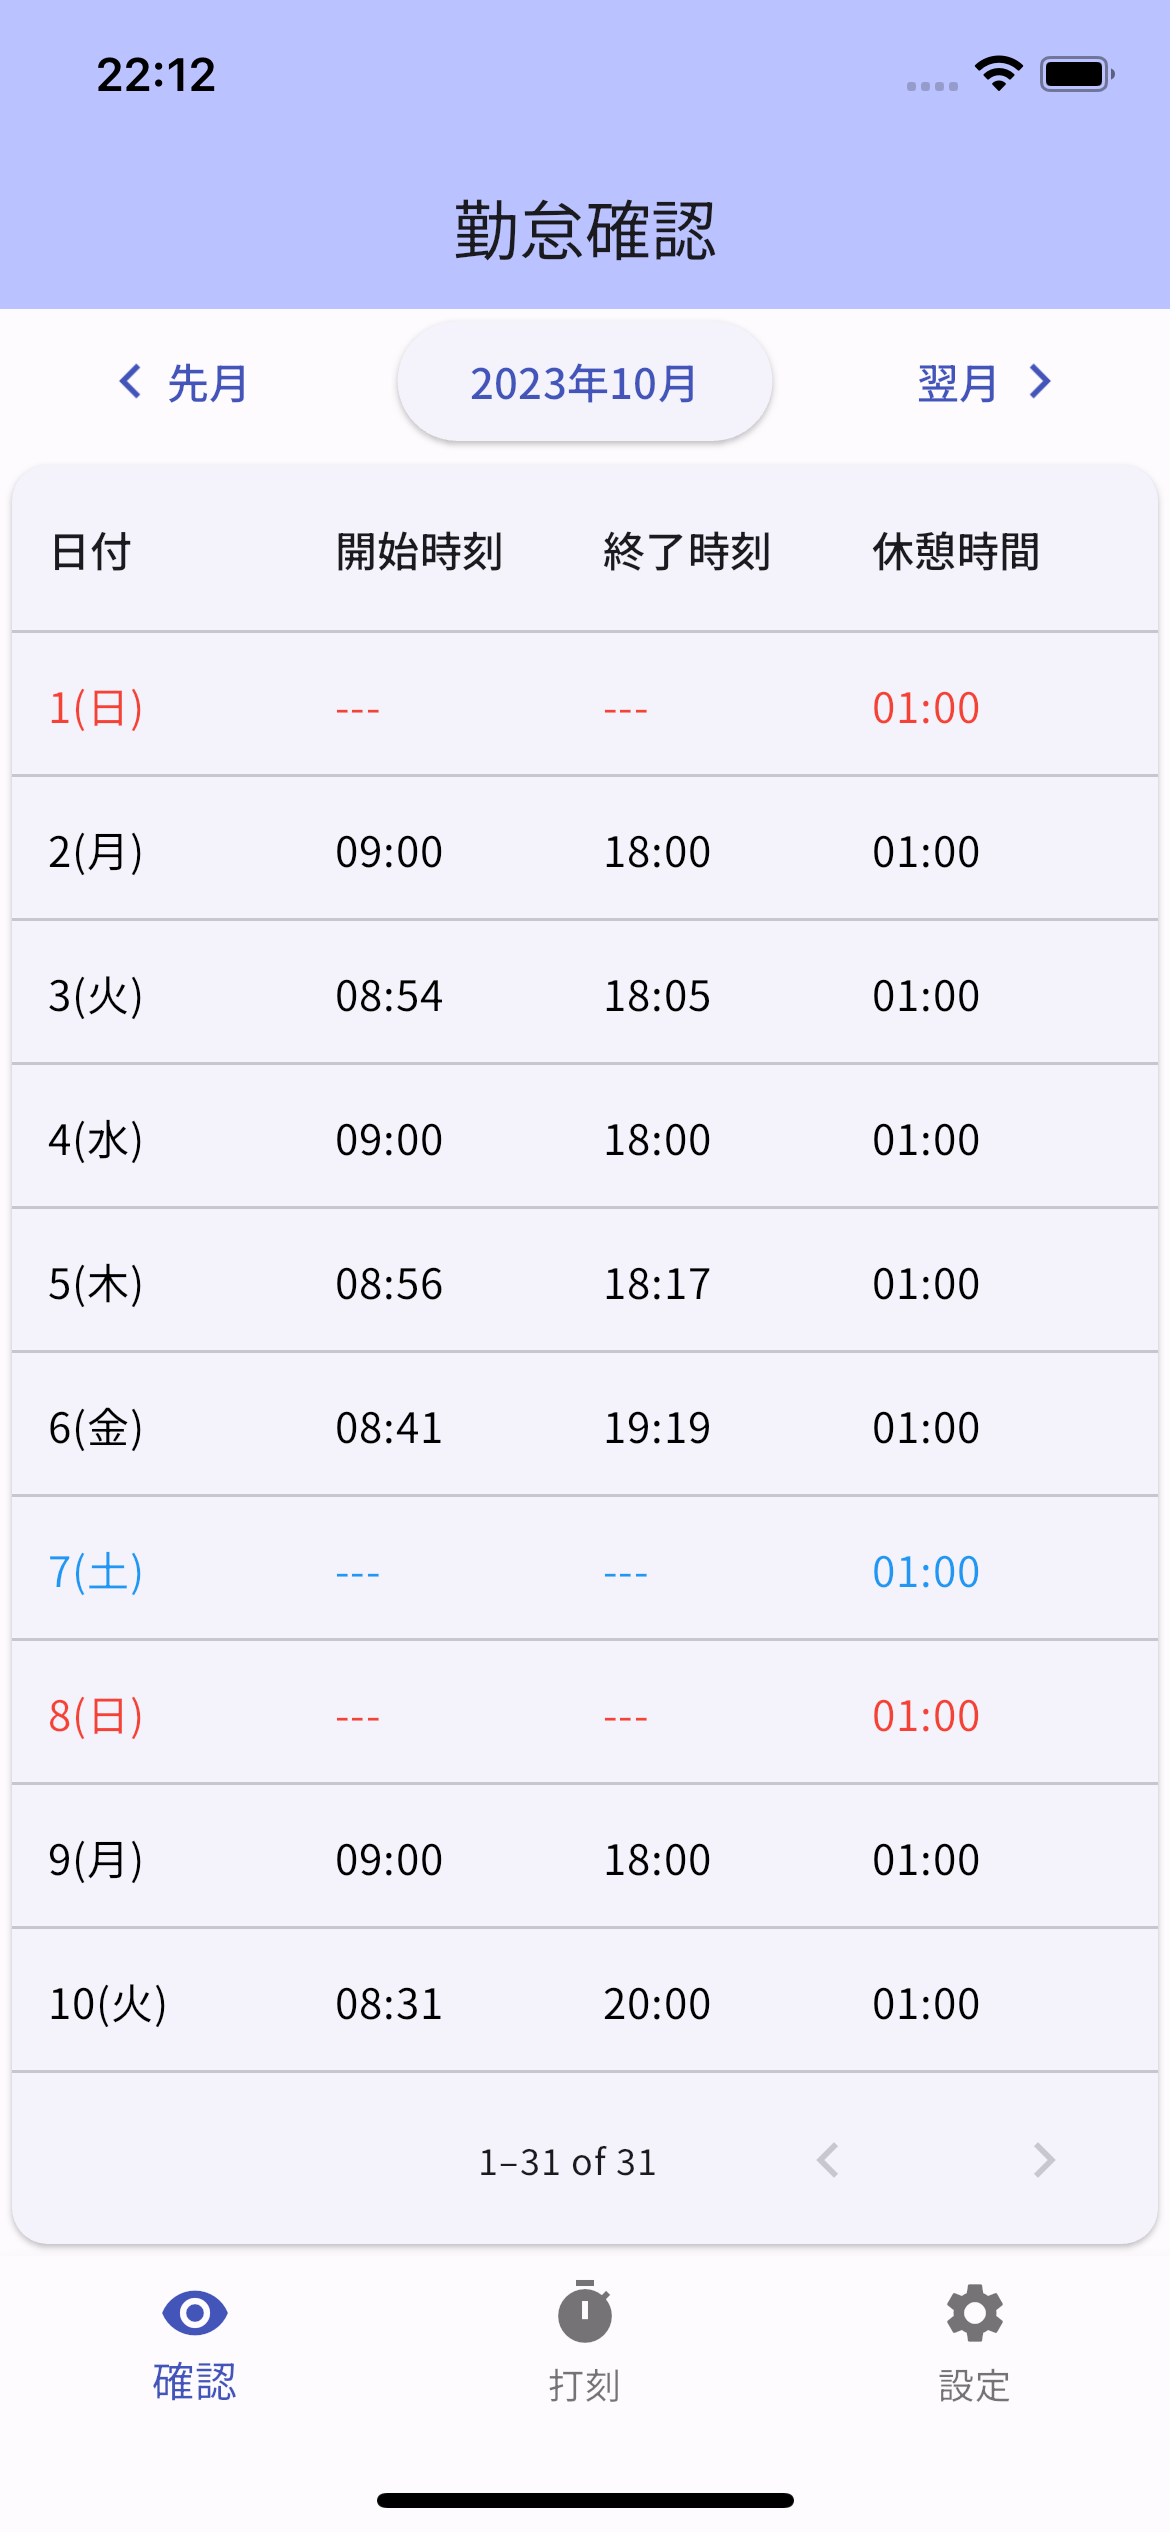 22:12
勤怠確認
先月 2023年10月 翌月
日付 開始時刻 終了時刻 休憩時間
1(日) --- --- 01:00
2(月) 09:00 18:00 01:00
3(火) 08:54 18:05 01:00
4(水) 09:00 18:00 01:00
5(木) 08:56 18:17 01:00
6(金) 08:41 19:19 01:00
7(土) --- --- 01:00
8(日) --- --- 01:00
9(月) 09:00 18:00 01:00
10(火) 08:31 20:00 01:00
1–31 of 31
確認 打刻 設定